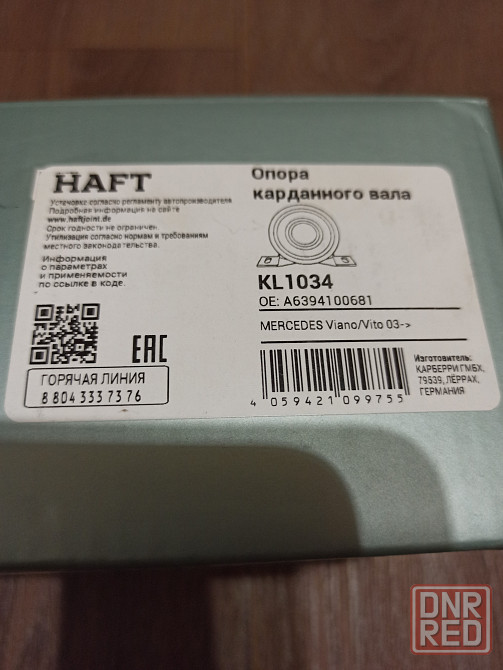 HAFT
Установка согласно регламенту автопроизводителя
Подробная информация на сайте
www.haftjoint.de
Срок годности не ограничен.
Утилизация согласно нормам и требованиям
местного законодательства.
Информация
о параметрах
и применяемости
по ссылке в коде.
EAC
ГОРЯЧАЯ ЛИНИЯ
8 804 333 73 76
Опора
карданного вала
KL1034
OE: A6394100681
MERCEDES Viano/Vito 03->
4 059421 099755
Изготовитель:
КАРБЕРРИ ГМБХ,
79539, ЛЁРРАХ,
ГЕРМАНИЯ
DNR
RED